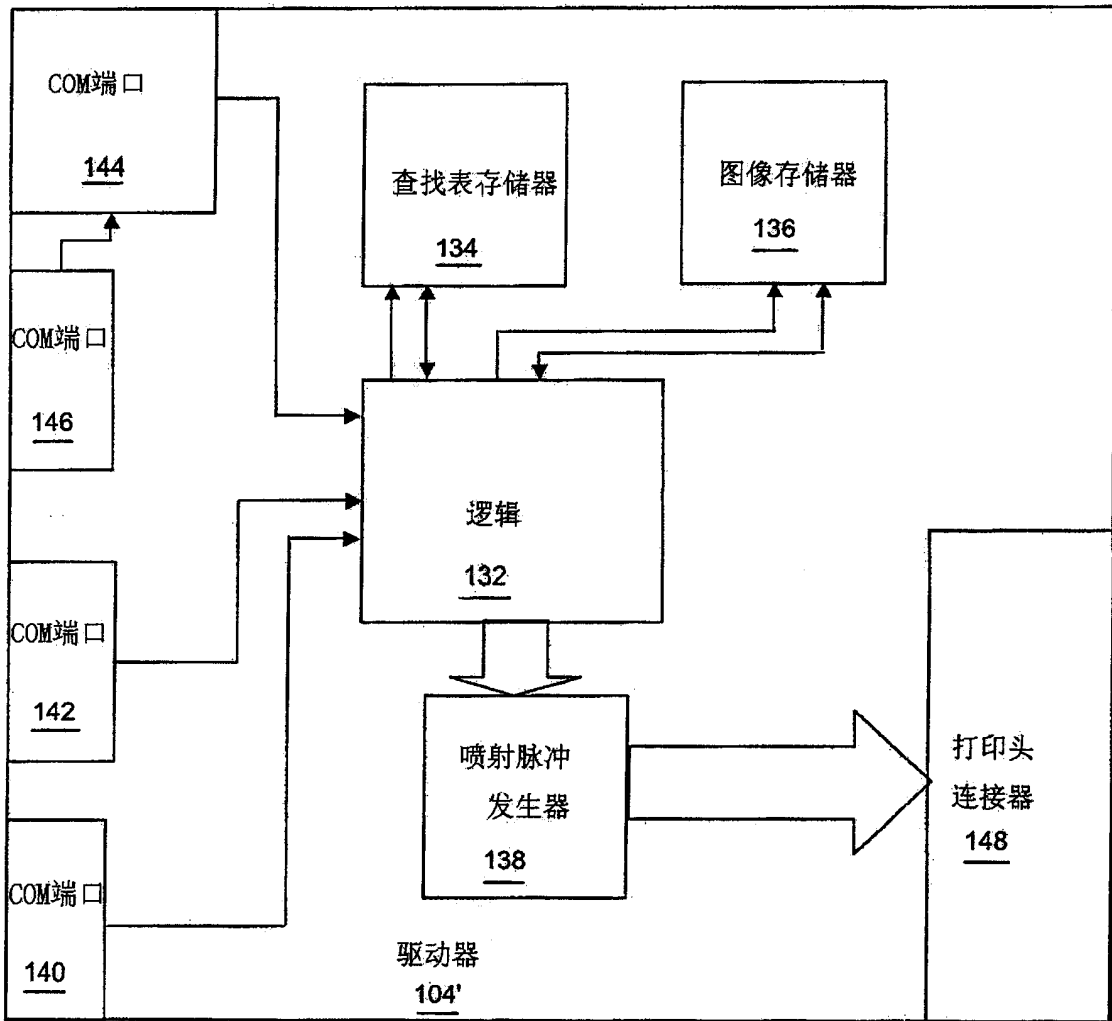 COM端口
144
查找表存储器
134
图像存储器
136
COM端口
146
逻辑
132
COM端口
142
喷射脉冲
发生器
138
打印头
连接器
148
COM端口
140
驱动器
104'